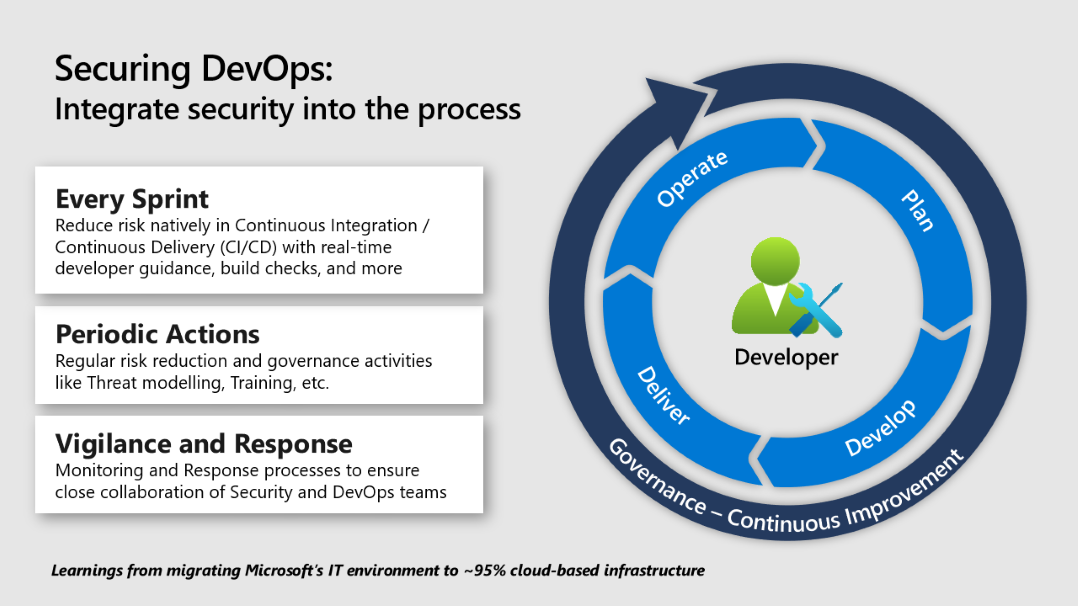 Securing DevOps:
Integrate security into the process
Every Sprint
Reduce risk natively in Continuous Integration /
Continuous Delivery (CI/CD) with real-time
developer guidance, build checks, and more
Periodic Actions
Regular risk reduction and governance activities
like Threat modelling, Training, etc.
Vigilance and Response
Monitoring and Response processes to ensure
close collaboration of Security and DevOps teams
Operate
Plan
Developer
Deliver
Develop
Governance – Continuous Improvement
Learnings from migrating Microsoft's IT environment to ~95% cloud-based infrastructure